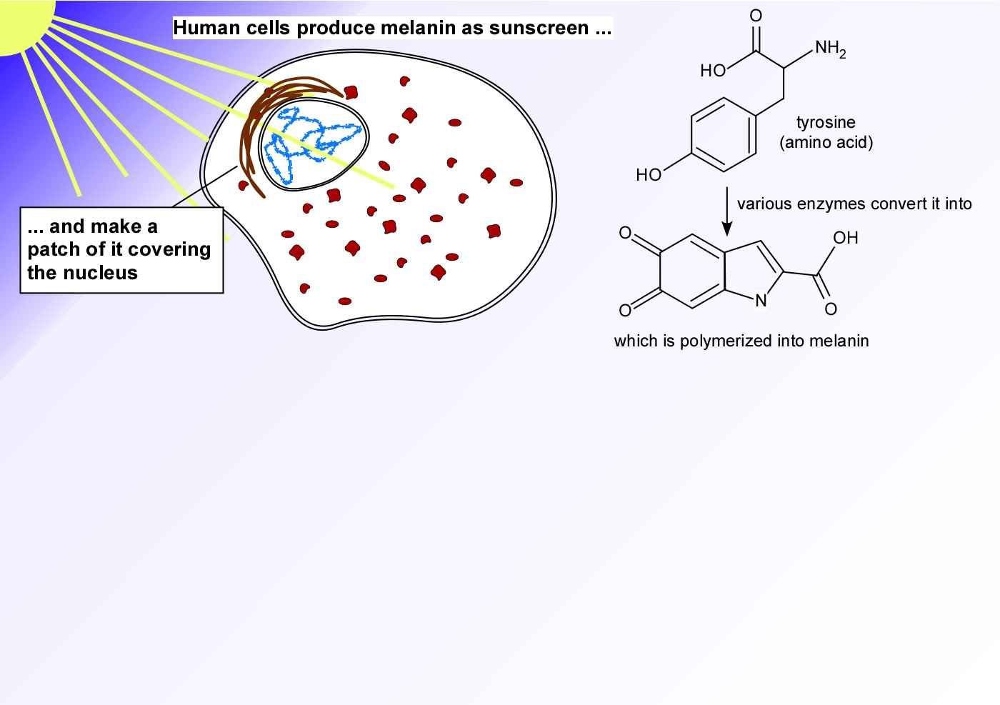 Human cells produce melanin as sunscreen ...
... and make a
patch of it covering
the nucleus
O
NH2
HO
HO
tyrosine
(amino acid)
various enzymes convert it into
O
OH
O
N
O
which is polymerized into melanin